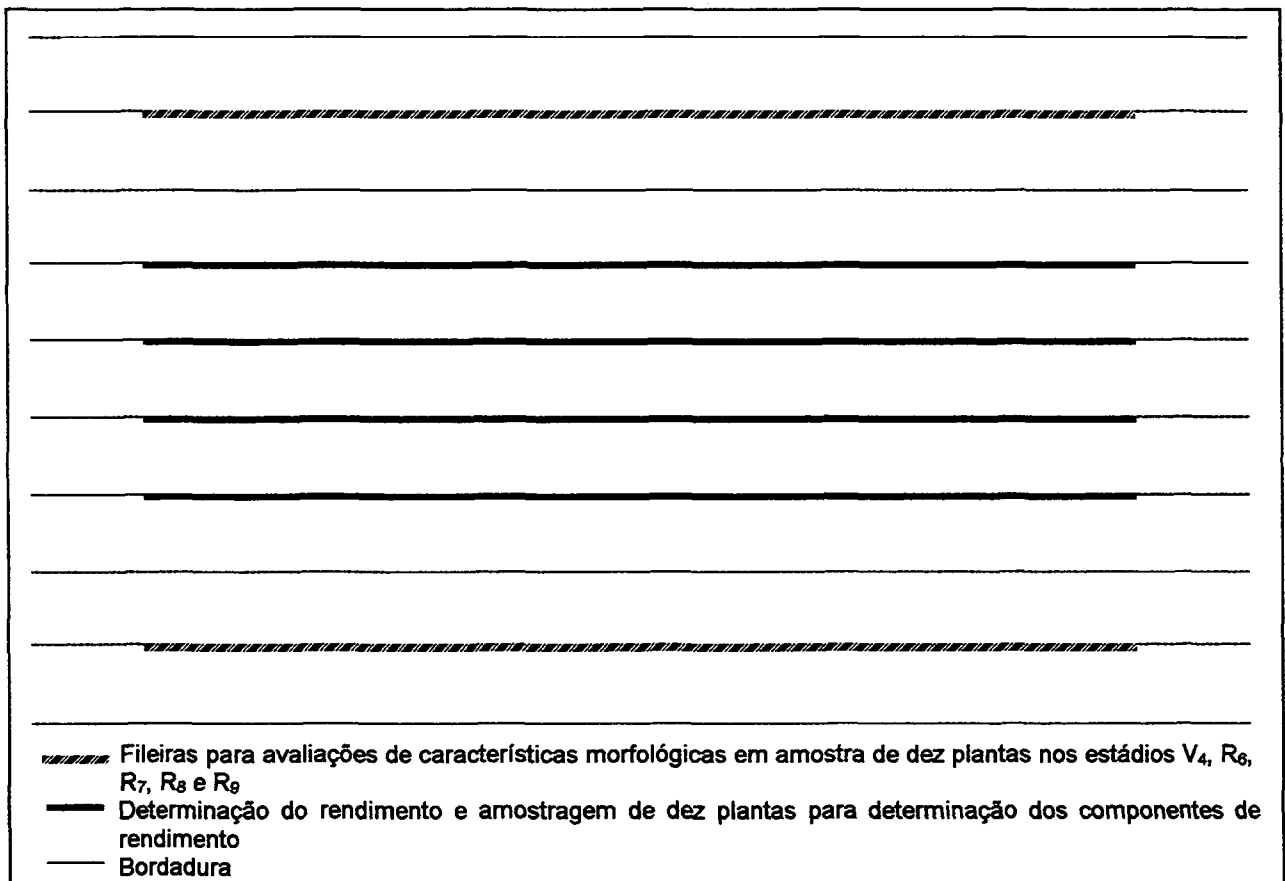 Fileiras para avaliações de características morfológicas em amostra de dez plantas nos estádios V₄, R₆,
R₇, R₈ e R₉
Determinação do rendimento e amostragem de dez plantas para determinação dos componentes de
rendimento
Bordadura